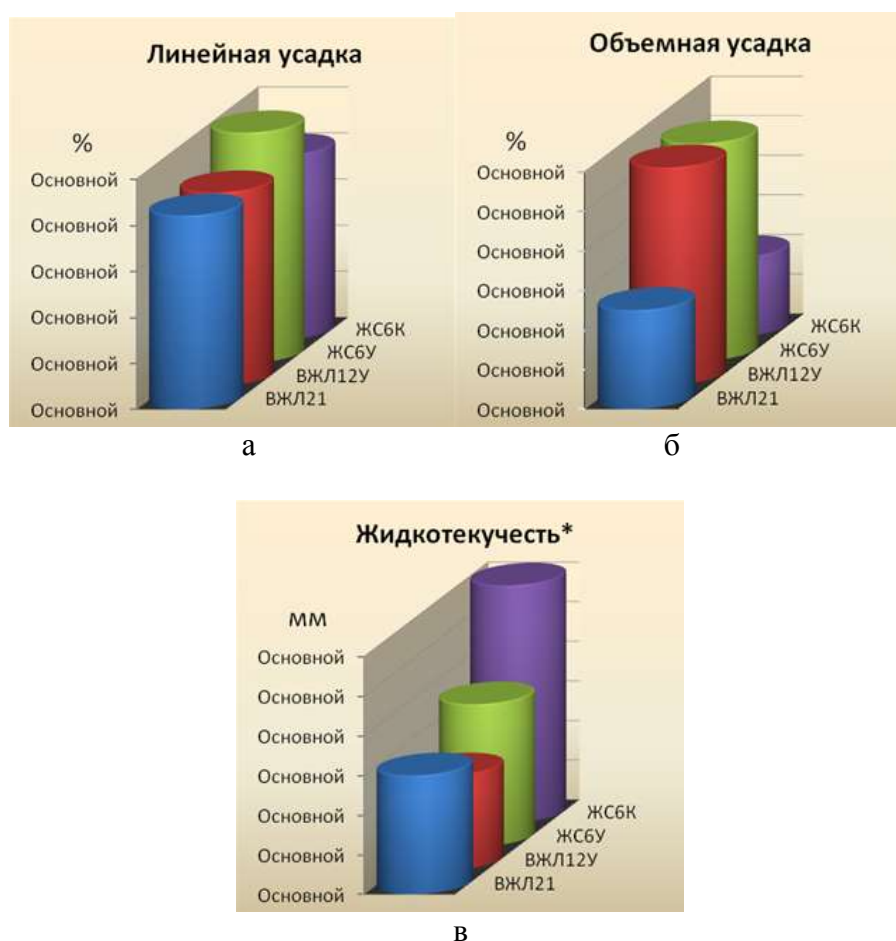 Линейная усадка
%
Основной
Основной
Основной
Основной
Основной
Основной
ЖС6К
ЖС6У
ВЖЛ12У
ВЖЛ21
а
Объемная усадка
%
Основной
Основной
Основной
Основной
Основной
Основной
Основной
ЖС6К
ЖС6У
ВЖЛ12У
ВЖЛ21
б
Жидкотекучесть*
мм
Основной
Основной
Основной
Основной
Основной
Основной
Основной
ЖС6К
ЖС6У
ВЖЛ12У
ВЖЛ21
в